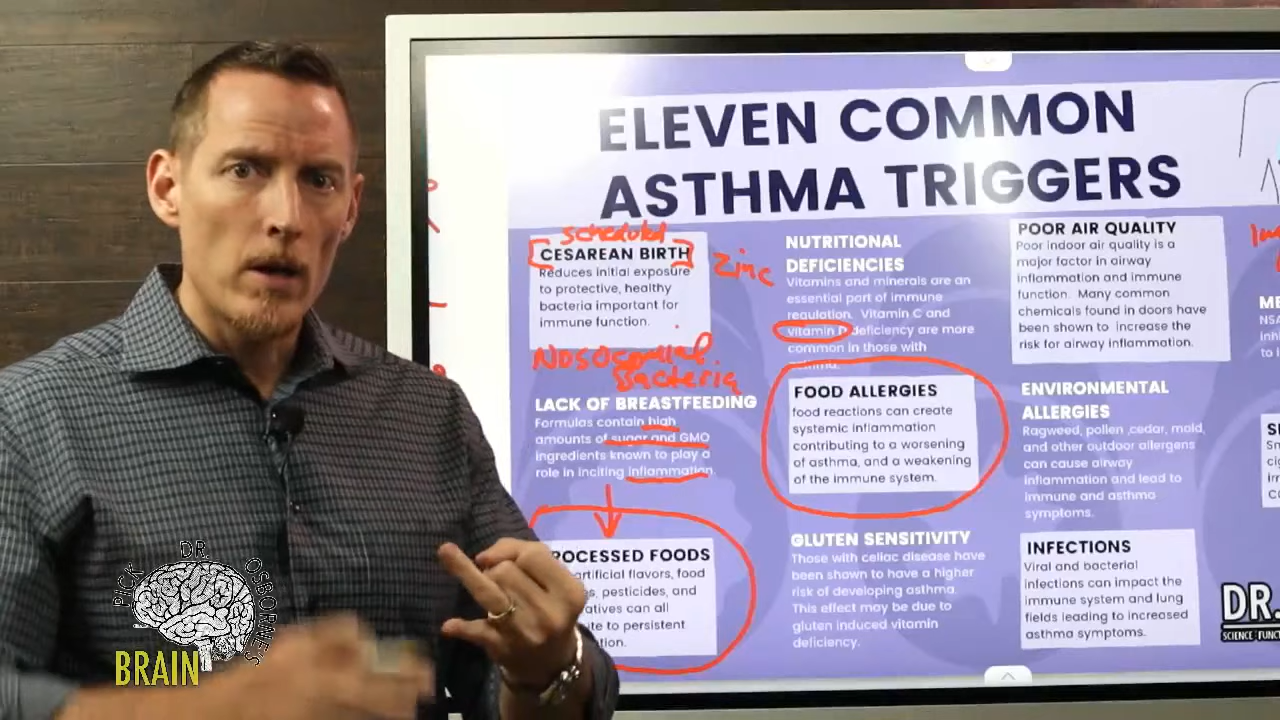 ELEVEN COMMON
ASTHMA TRIGGERS
Scheduled
[CESAREAN BIRTH]
Reduces initial exposure
to protective, healthy
bacteria important for
immune function.
Nosocomial
Bacteria
LACK OF BREASTFEEDING
Formulas contain high
amounts of sugar and GMO
ingredients known to play a
role in inciting inflammation.
ROCESSED FOODS
artificial flavors, food
pesticides, and
can all
to persistent
Zinc
NUTRITIONAL
DEFICIENCIES
Vitamins and minerals are an
essential part of immune
regulation. Vitamin C and
vitamin D deficiency are more
common in those with
asthma.
FOOD ALLERGIES
food reactions can create
systemic inflammation
contributing to a worsening
of asthma, and a weakening
of the immune system.
GLUTEN SENSITIVITY
Those with celiac disease have
been shown to have a higher
risk of developing asthma.
This effect may be due to
gluten induced vitamin
deficiency.
POOR AIR QUALITY
Poor indoor air quality is a
major factor in airway
inflammation and immune
function. Many common
chemicals found in doors have
been shown to increase the
risk for airway inflammation.
ENVIRONMENTAL
ALLERGIES
Ragweed, pollen ,cedar, mold,
and other outdoor allergens
can cause airway
inflammation and lead to
immune and asthma
symptoms.
INFECTIONS
Viral and bacterial
infections can impact the
immune system and lung
fields leading to increased
asthma symptoms.
DR.
PICK DR. OSBORNE'S
BRAIN